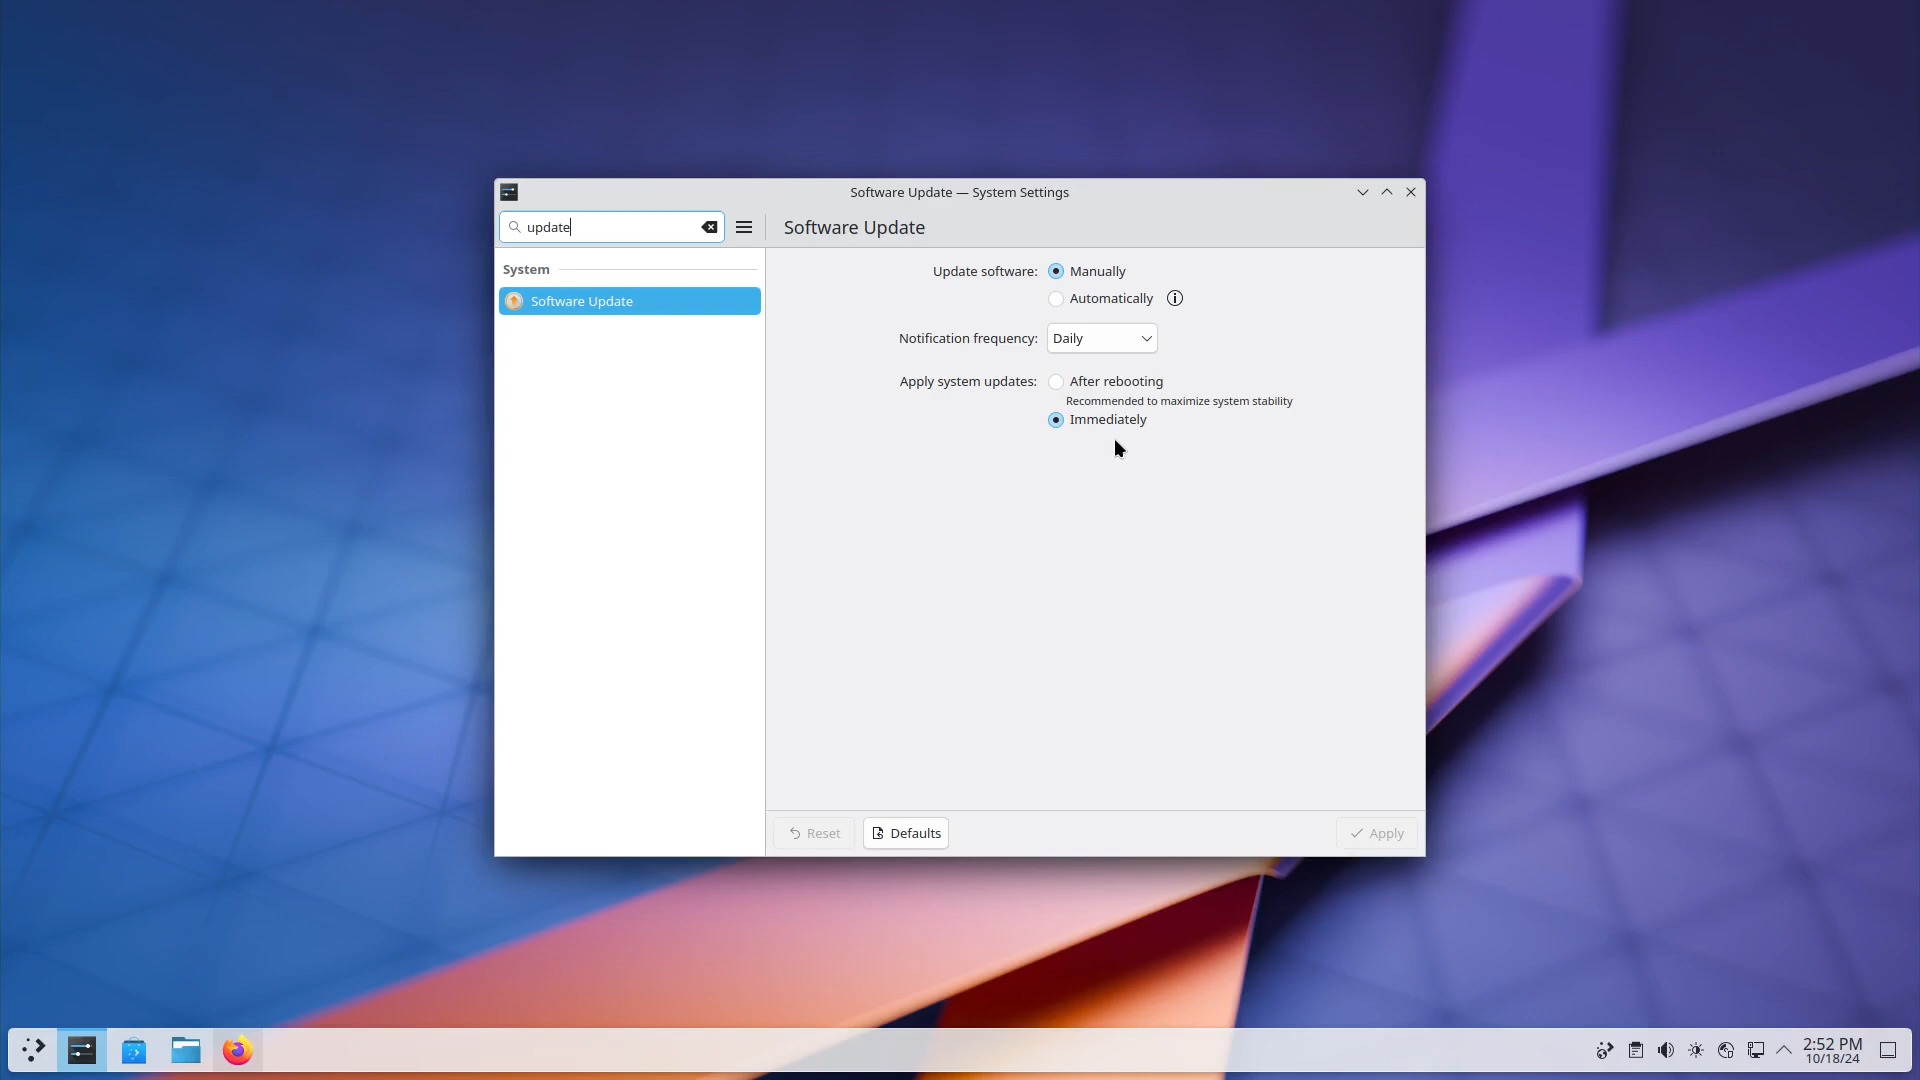 Software Update — System Settings
update
Software Update
System
Software Update
Update software:
Manually
Automatically
Notification frequency:
Daily
Apply system updates:
After rebooting
Recommended to maximize system stability
Immediately
Reset
Defaults
Apply
2:52 PM
10/18/24